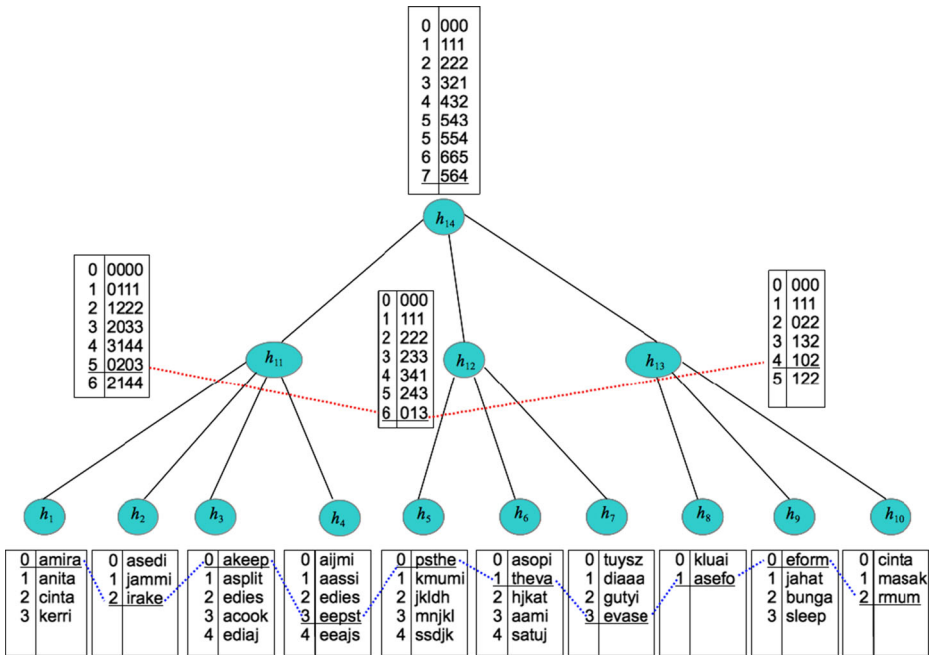 0 000
1 111
2 222
3 321
4 432
5 543
5 554
6 665
7 564
h14
0 0000
1 0111
2 1222
3 2033
4 3144
5 0203
6 2144
0 000
1 111
2 222
3 233
4 341
5 243
6 013
0 000
1 111
2 022
3 132
4 102
5 122
h11 h12 h13
h1 h2 h3 h4 h5 h6 h7 h8 h9 h10
0 amira
1 anita
2 cinta
3 kerri
0 asedi
1 jammi
2 irake
0 akeep
1 asplit
2 edies
3 acook
4 ediaj
0 aijmi
1 aassi
2 edies
3 eepst
4 eeajs
0 psthe
1 kmumi
2 jkldh
3 mnjkl
4 ssdjk
0 asopi
1 theva
2 hjkat
3 aami
4 satuj
0 tuysz
1 diaaa
2 gutyi
3 evase
0 kluai
1 asefo
0 eform
1 jahat
2 bunga
3 sleep
0 cinta
1 masak
2 rmum